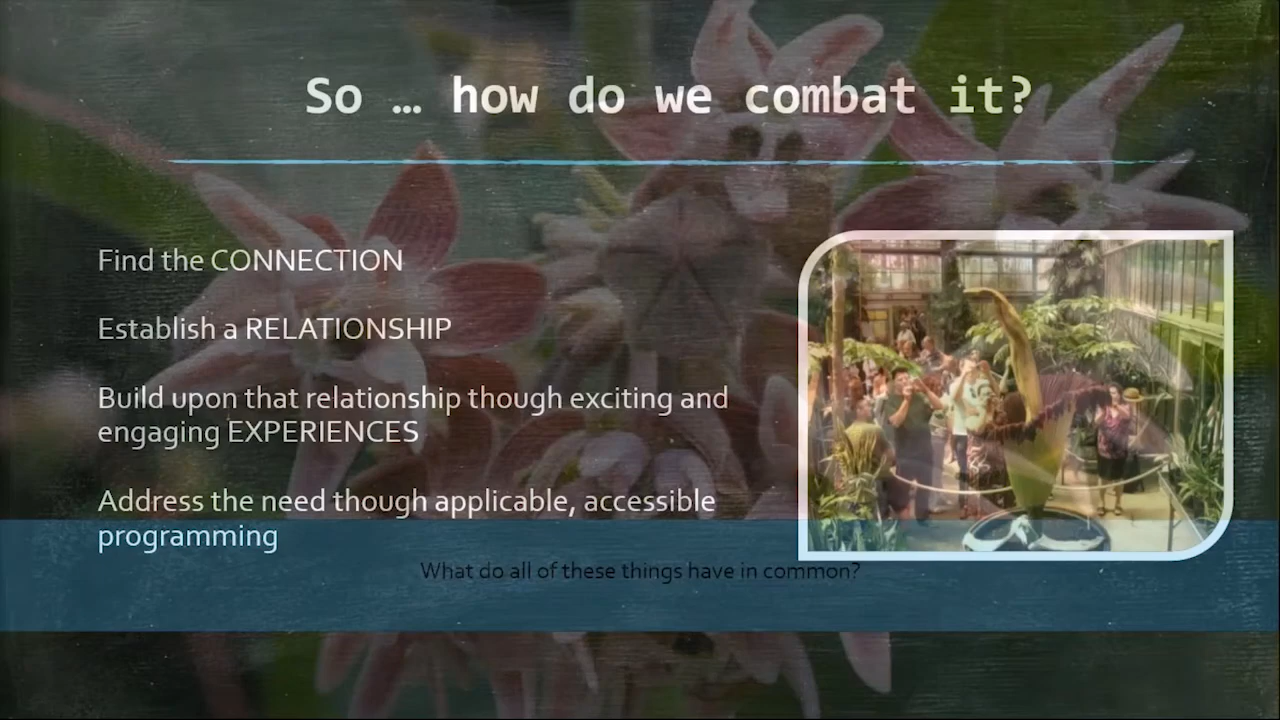 So … how do we combat it?
Find the CONNECTION
Establish a RELATIONSHIP
Build upon that relationship though exciting and
engaging EXPERIENCES
Address the need though applicable, accessible
programming
What do all of these things have in common?